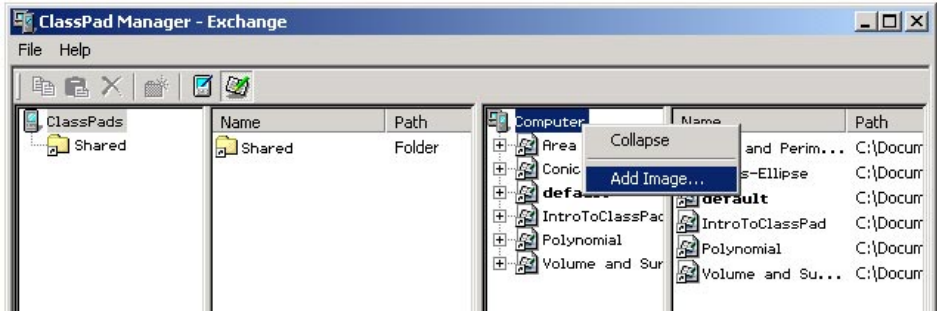 ClassPad Manager - Exchange
File Help
ClassPads
Shared
Name Path
Shared Folder
Computer
Area
Conic
defau
IntroToClassPad
Polynomial
Volume and Sur
Collapse
Add Image...
Name Path
and Perim... C:\Docum
s-Ellipse C:\Docum
default C:\Docum
IntroToClassPad C:\Docum
Polynomial C:\Docum
Volume and Su... C:\Docum